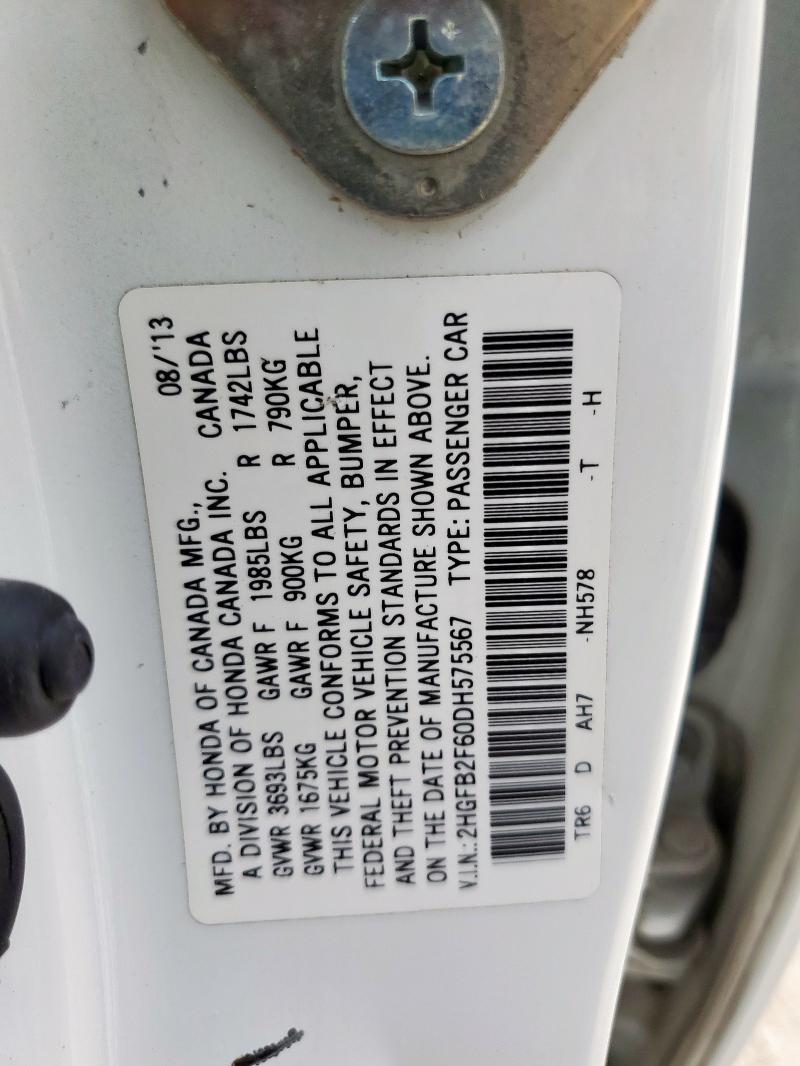 MFD. BY HONDA OF CANADA MFG., 08/'13
A DIVISION OF HONDA CANADA INC. CANADA
GVWR 3693LBS GAWR F 1985LBS R 1742LBS
GVWR 1675KG GAWR F 900KG R 790KG
THIS VEHICLE CONFORMS TO ALL APPLICABLE
FEDERAL MOTOR VEHICLE SAFETY, BUMPER,
AND THEFT PREVENTION STANDARDS IN EFFECT
ON THE DATE OF MANUFACTURE SHOWN ABOVE.
V.I.N.: 2HGFB2F60DH575567 TYPE: PASSENGER CAR
TR6 D AH7 -NH578 -T -H